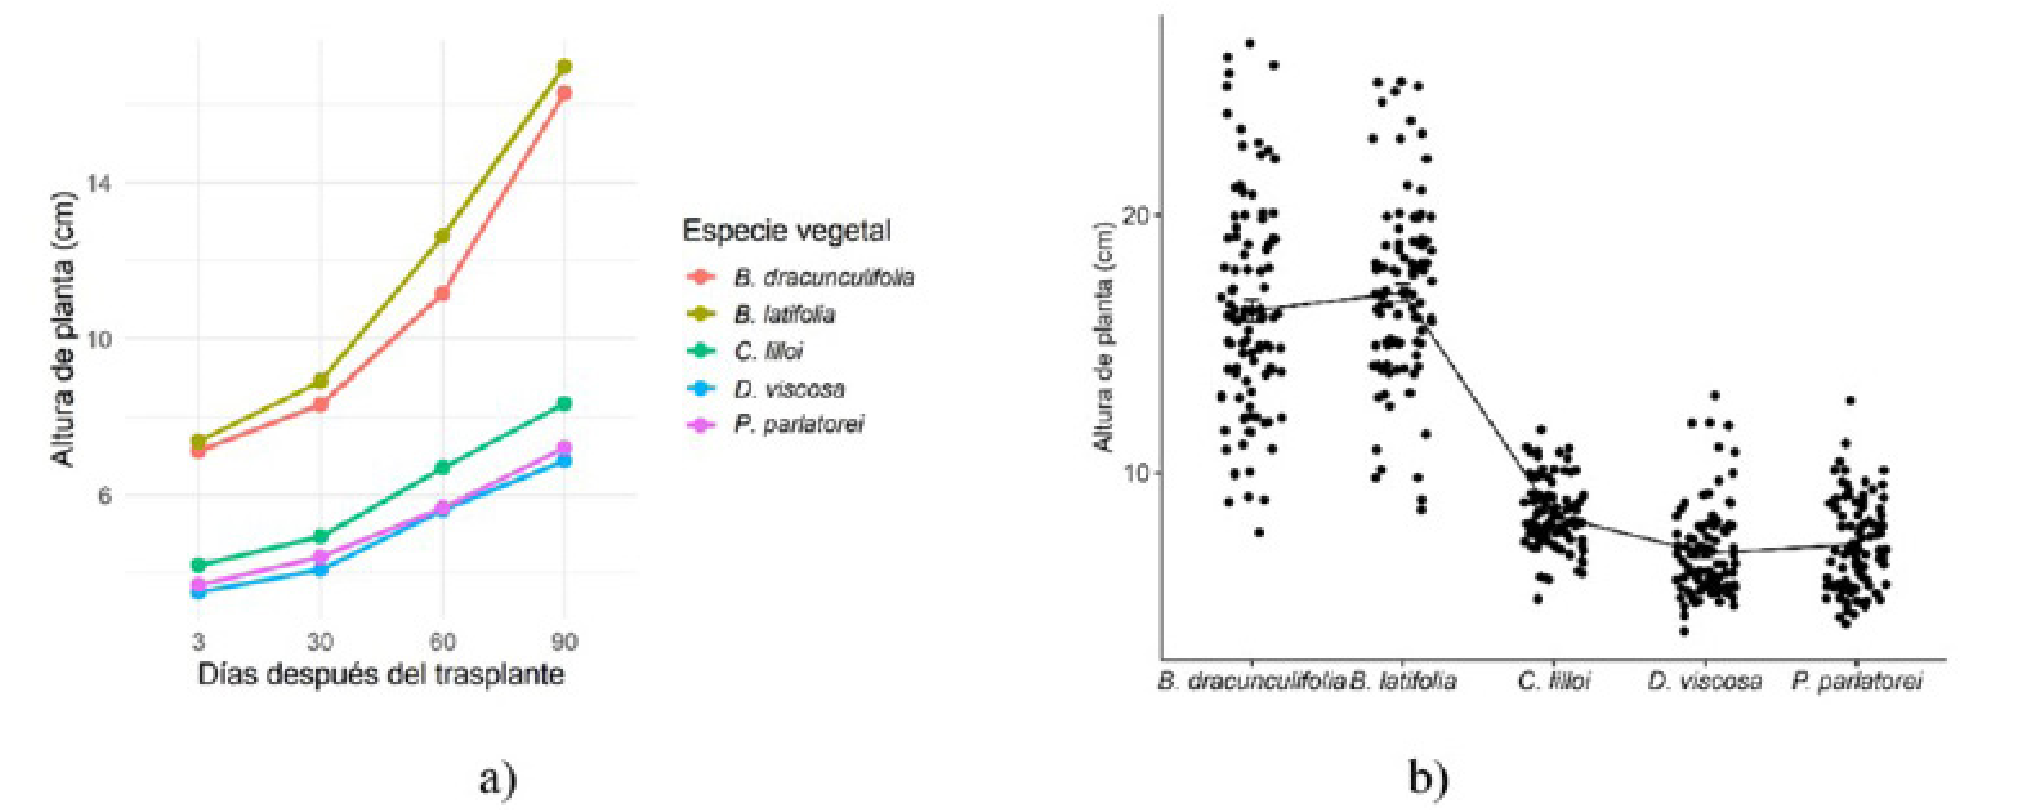 Altura de planta (cm)
14
10
6
3 30 60 90
Días después del trasplante
Especie vegetal
B. dracunculifolia
B. latifolia
C. lilloi
D. viscosa
P. parlatorei
a)
Altura de planta (cm)
20
10
B. dracunculifolia B. latifolia C. lilloi D. viscosa P. parlatorei
b)